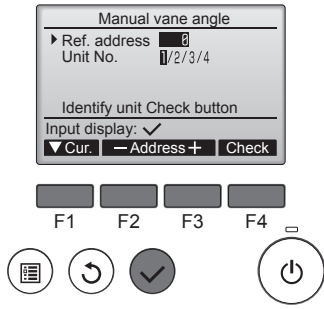 Manual vane angle
Ref. address 0
Unit No. 1/2/3/4
Identify unit Check button
Input display: ✓
▼Cur. －Address＋ Check
F1 F2 F3 F4